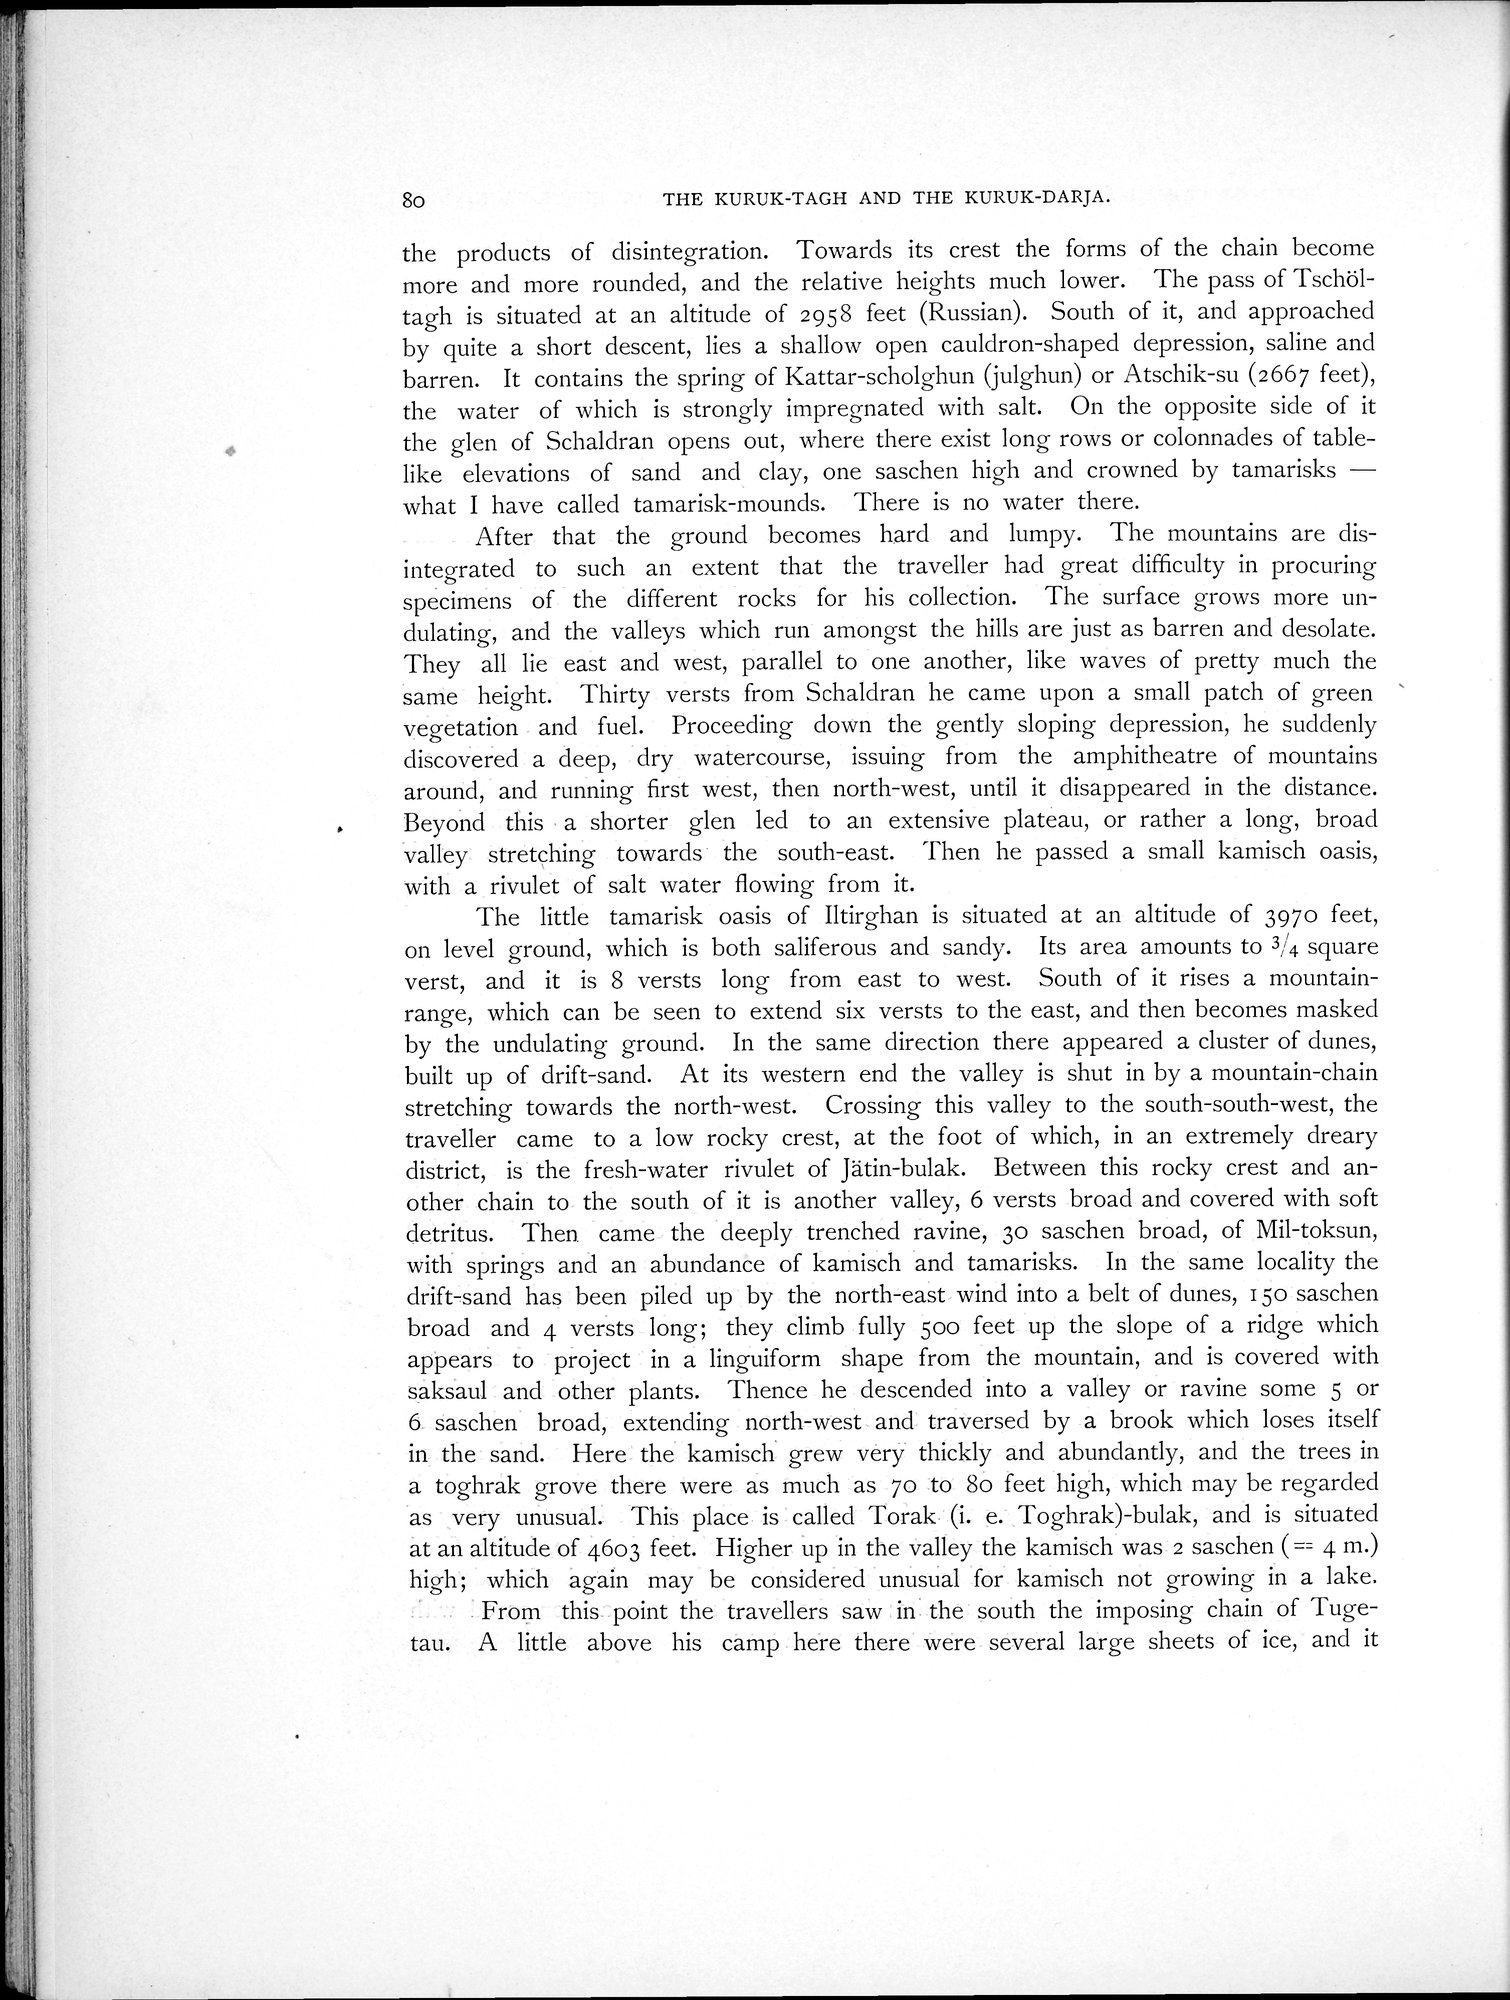 80 THE KURUK-TAGH AND THE KURUK-DARJA.
the products of disintegration. Towards its crest the forms of the chain become
more and more rounded, and the relative heights much lower. The pass of Tschöl-
tagh is situated at an altitude of 2958 feet (Russian). South of it, and approached
by quite a short descent, lies a shallow open cauldron-shaped depression, saline and
barren. It contains the spring of Kattar-scholghun (julghun) or Atschik-su (2667 feet),
the water of which is strongly impregnated with salt. On the opposite side of it
the glen of Schaldran opens out, where there exist long rows or colonnades of table-
like elevations of sand and clay, one saschen high and crowned by tamarisks —
what I have called tamarisk-mounds. There is no water there.
After that the ground becomes hard and lumpy. The mountains are dis-
integrated to such an extent that the traveller had great difficulty in procuring
specimens of the different rocks for his collection. The surface grows more un-
dulating, and the valleys which run amongst the hills are just as barren and desolate.
They all lie east and west, parallel to one another, like waves of pretty much the
same height. Thirty versts from Schaldran he came upon a small patch of green
vegetation and fuel. Proceeding down the gently sloping depression, he suddenly
discovered a deep, dry watercourse, issuing from the amphitheatre of mountains
around, and running first west, then north-west, until it disappeared in the distance.
Beyond this a shorter glen led to an extensive plateau, or rather a long, broad
valley stretching towards the south-east. Then he passed a small kamisch oasis,
with a rivulet of salt water flowing from it.
The little tamarisk oasis of Iltirghan is situated at an altitude of 3970 feet,
on level ground, which is both saliferous and sandy. Its area amounts to 3/4 square
verst, and it is 8 versts long from east to west. South of it rises a mountain-
range, which can be seen to extend six versts to the east, and then becomes masked
by the undulating ground. In the same direction there appeared a cluster of dunes,
built up of drift-sand. At its western end the valley is shut in by a mountain-chain
stretching towards the north-west. Crossing this valley to the south-south-west, the
traveller came to a low rocky crest, at the foot of which, in an extremely dreary
district, is the fresh-water rivulet of Jätin-bulak. Between this rocky crest and an-
other chain to the south of it is another valley, 6 versts broad and covered with soft
detritus. Then came the deeply trenched ravine, 30 saschen broad, of Mil-toksun,
with springs and an abundance of kamisch and tamarisks. In the same locality the
drift-sand has been piled up by the north-east wind into a belt of dunes, 150 saschen
broad and 4 versts long; they climb fully 500 feet up the slope of a ridge which
appears to project in a linguiform shape from the mountain, and is covered with
saksaul and other plants. Thence he descended into a valley or ravine some 5 or
6 saschen broad, extending north-west and traversed by a brook which loses itself
in the sand. Here the kamisch grew very thickly and abundantly, and the trees in
a toghrak grove there were as much as 70 to 80 feet high, which may be regarded
as very unusual. This place is called Torak (i. e. Toghrak)-bulak, and is situated
at an altitude of 4603 feet. Higher up in the valley the kamisch was 2 saschen (= 4 m.)
high; which again may be considered unusual for kamisch not growing in a lake.
From this point the travellers saw in the south the imposing chain of Tuge-
tau. A little above his camp here there were several large sheets of ice, and it